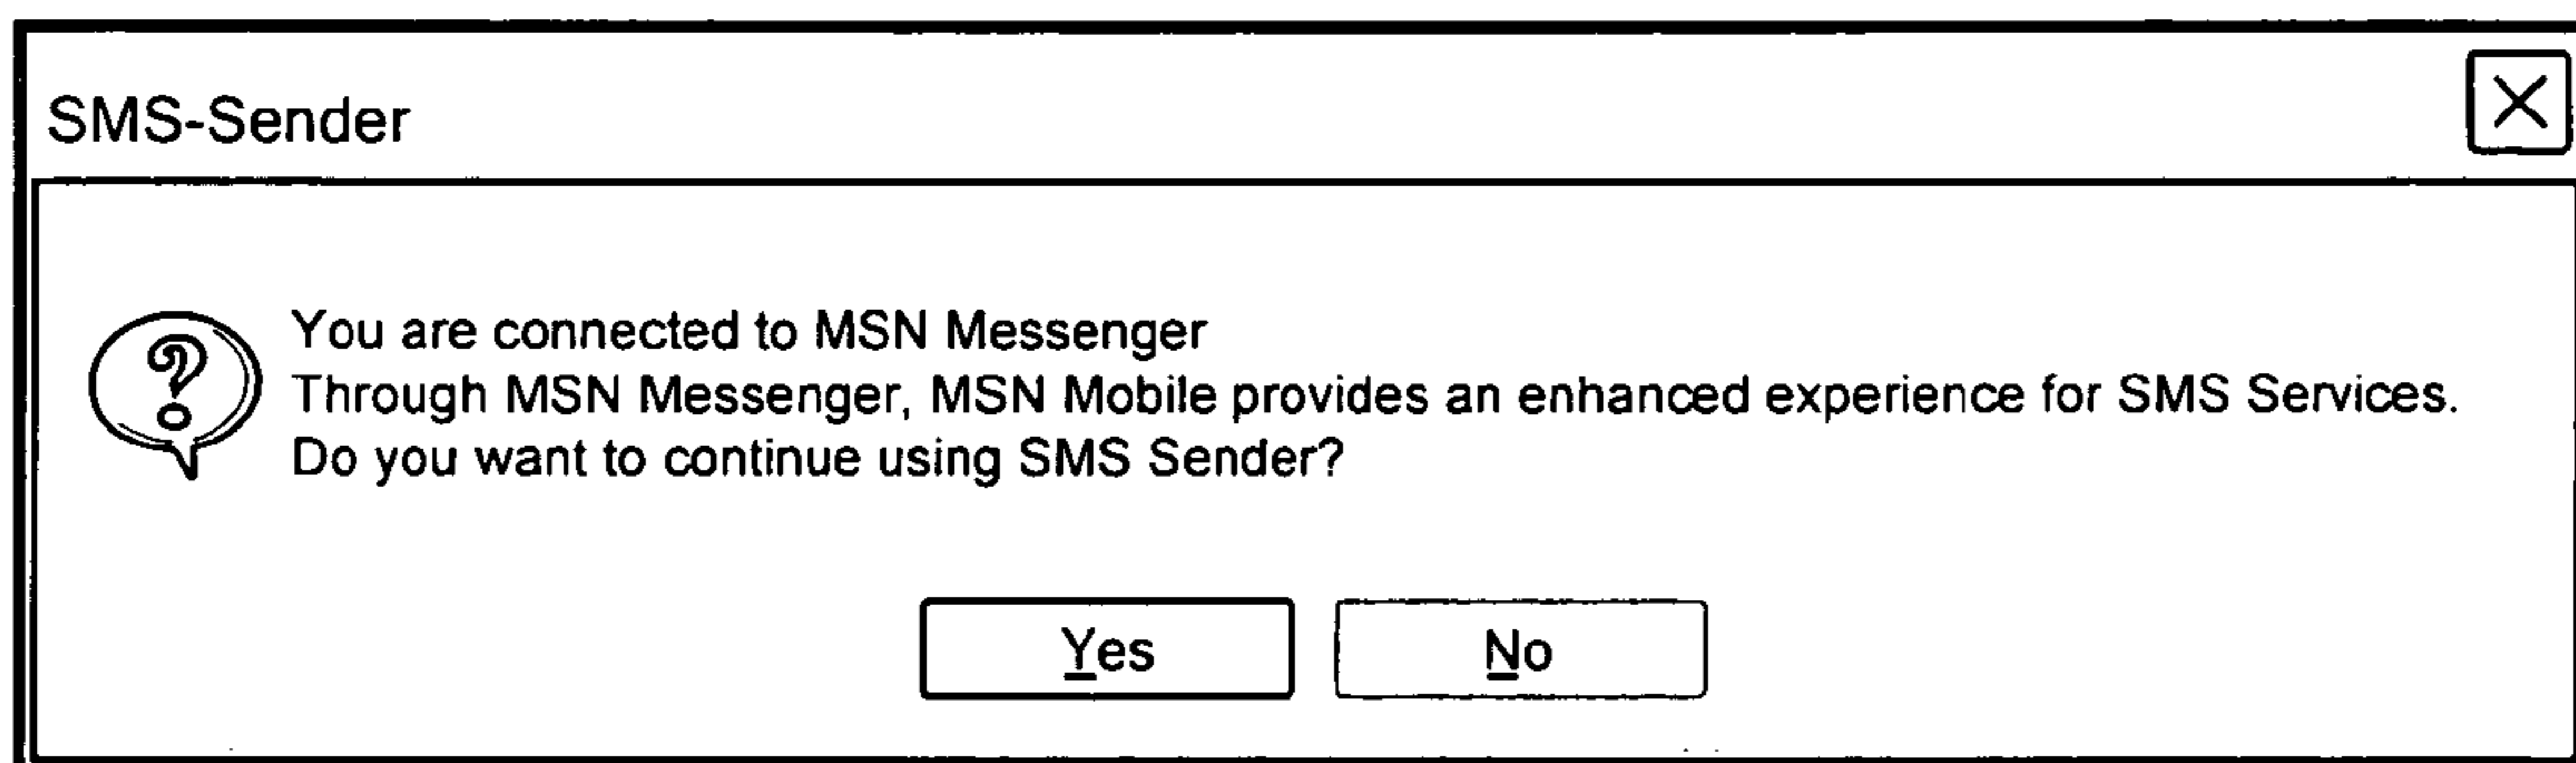 SMS-Sender
You are connected to MSN Messenger
Through MSN Messenger, MSN Mobile provides an enhanced experience for SMS Services.
Do you want to continue using SMS Sender?
Yes No